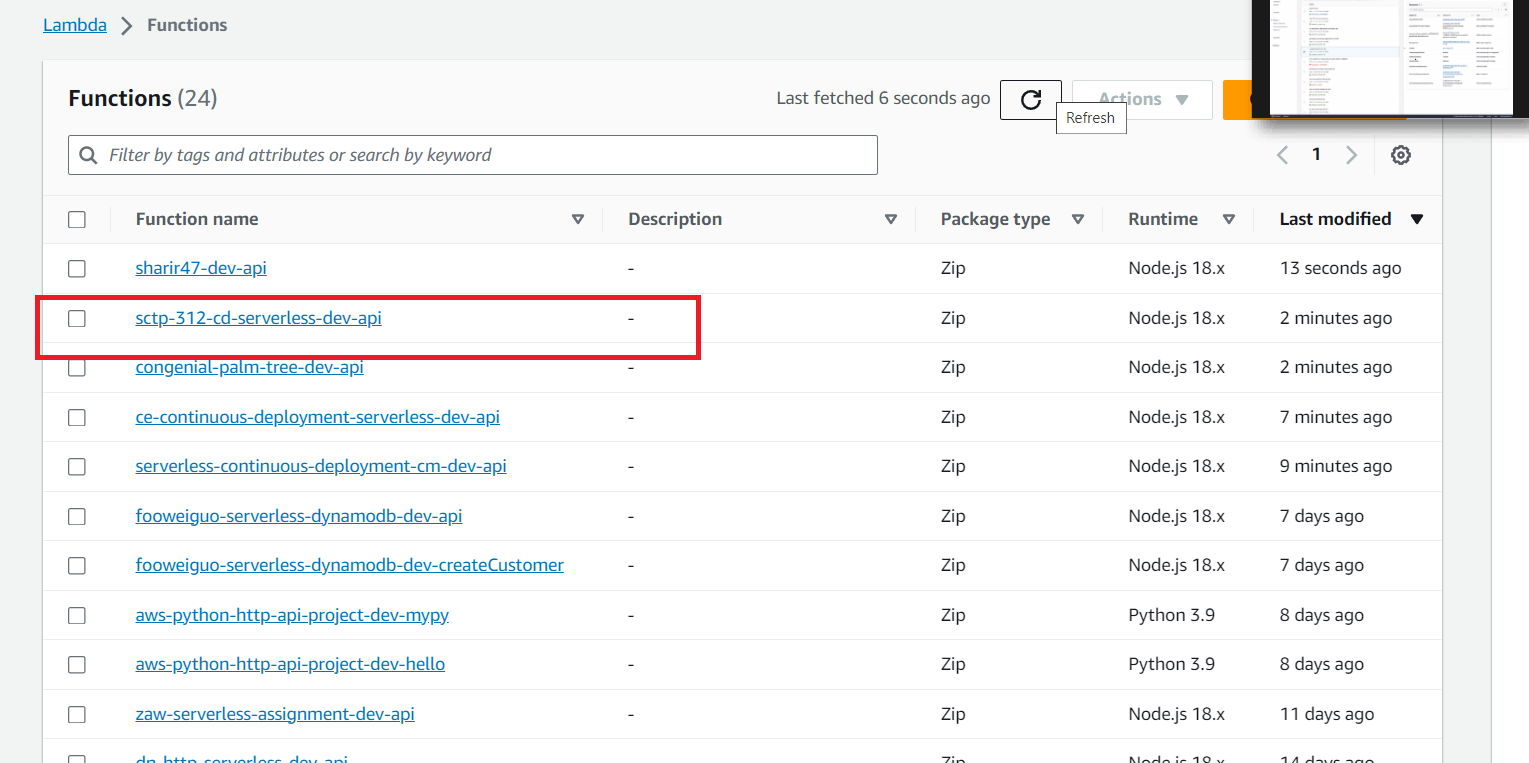 Lambda > Functions
Functions (24)
Last fetched 6 seconds ago
Actions
Refresh
Filter by tags and attributes or search by keyword
1
Function name Description Package type Runtime Last modified
sharir47-dev-api - Zip Node.js 18.x 13 seconds ago
sctp-312-cd-serverless-dev-api - Zip Node.js 18.x 2 minutes ago
congenial-palm-tree-dev-api - Zip Node.js 18.x 2 minutes ago
ce-continuous-deployment-serverless-dev-api - Zip Node.js 18.x 7 minutes ago
serverless-continuous-deployment-cm-dev-api - Zip Node.js 18.x 9 minutes ago
fooweiguo-serverless-dynamodb-dev-api - Zip Node.js 18.x 7 days ago
fooweiguo-serverless-dynamodb-dev-createCustomer - Zip Node.js 18.x 7 days ago
aws-python-http-api-project-dev-mypy - Zip Python 3.9 8 days ago
aws-python-http-api-project-dev-hello - Zip Python 3.9 8 days ago
zaw-serverless-assignment-dev-api - Zip Node.js 18.x 11 days ago
dn-http-serverless-dev-api Zip Node.js 18.x 14 days ago